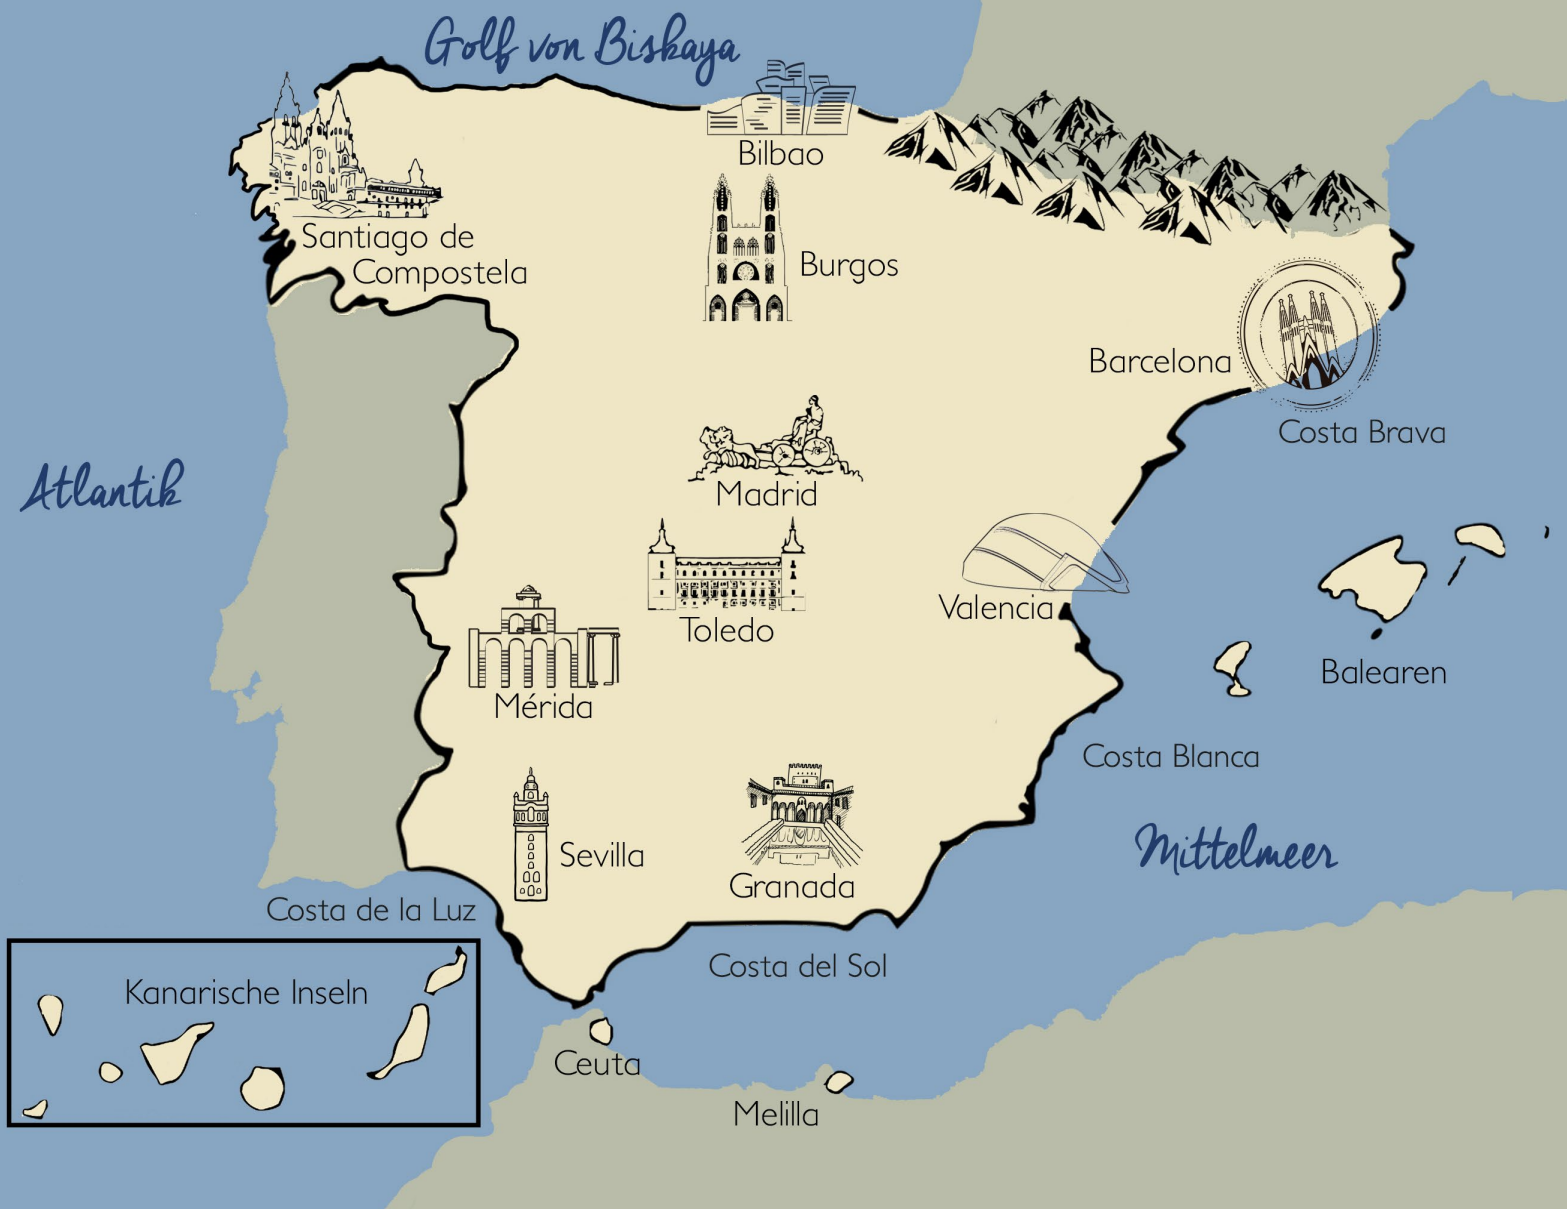 Golf von Biskaya
Bilbao
Santiago de
Compostela
Burgos
Barcelona
Costa Brava
Atlantik
Madrid
Valencia
Toledo
Balearen
Mérida
Costa Blanca
Mittelmeer
Sevilla
Granada
Costa de la Luz
Costa del Sol
Kanarische Inseln
Ceuta
Melilla